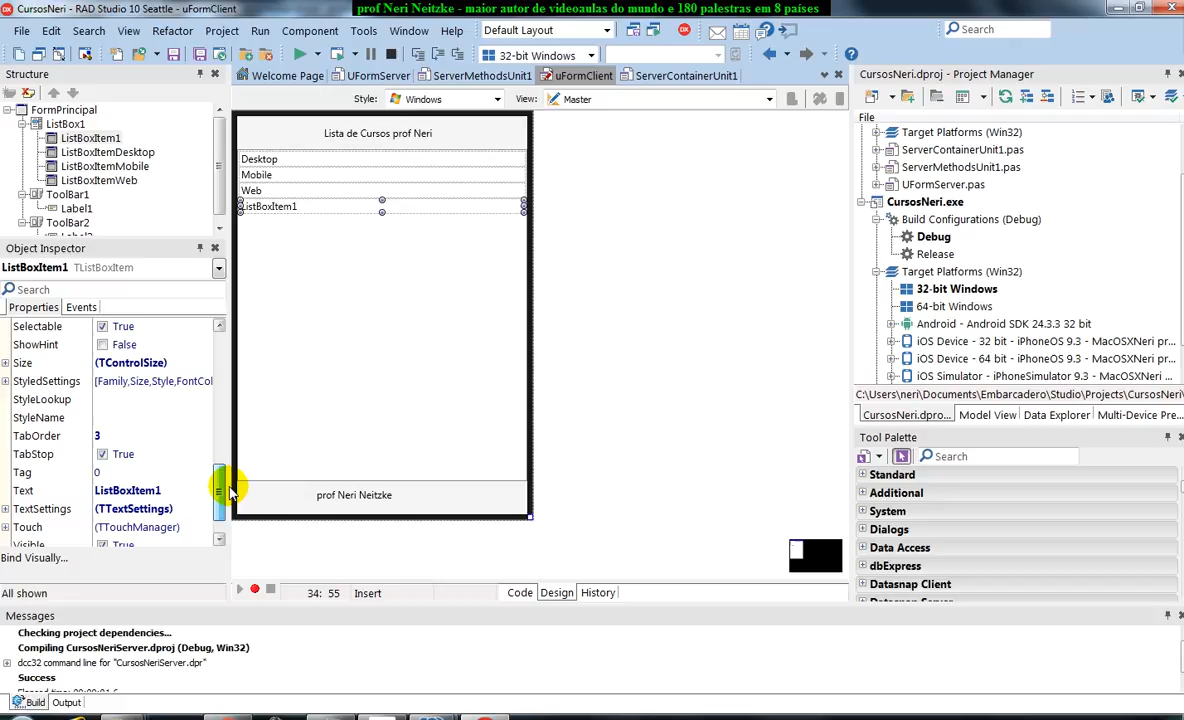 CursosNeri - RAD Studio 10 Seattle - uFormClient
prof Neri Neitzke - maior autor de videoaulas do mundo e 180 palestras em 8 países
File Edit Search View Refactor Project Run Component Tools Window Help
Default Layout
Search
32-bit Windows
Structure
FormPrincipal
ListBox1
ListBoxItem1
ListBoxItemDesktop
ListBoxItemMobile
ListBoxItemWeb
ToolBar1
Label1
ToolBar2
Object Inspector
ListBoxItem1 TListBoxItem
Search
Properties Events
Selectable True
ShowHint False
Size (TControlSize)
StyledSettings [Family,Size,Style,FontCol
StyleLookup
StyleName
TabOrder 3
TabStop True
Tag 0
Text ListBoxItem1
TextSettings (TTextSettings)
Touch (TTouchManager)
Visible True
Bind Visually...
All shown
Welcome Page UFormServer ServerMethodsUnit1 uFormClient ServerContainerUnit1
Style: Windows View: Master
Lista de Cursos prof Neri
Desktop
Mobile
Web
ListBoxItem1
prof Neri Neitzke
34: 55 Insert Code Design History
CursosNeri.dproj - Project Manager
File
Target Platforms (Win32)
ServerContainerUnit1.pas
ServerMethodsUnit1.pas
UFormServer.pas
CursosNeri.exe
Build Configurations (Debug)
Debug
Release
Target Platforms (Win32)
32-bit Windows
64-bit Windows
Android - Android SDK 24.3.3 32 bit
iOS Device - 32 bit - iPhoneOS 9.3 - MacOSXNeri pr...
iOS Device - 64 bit - iPhoneOS 9.3 - MacOSXNeri p...
iOS Simulator - iPhoneSimulator 9.3 - MacOSXNeri ...
C:\Users\neri\Documents\Embarcadero\Studio\Projects\CursosNeri\
CursosNeri.dpro... Model View Data Explorer Multi-Device Pre...
Tool Palette
Search
Standard
Additional
System
Dialogs
Data Access
dbExpress
Datasnap Client
Messages
Checking project dependencies...
Compiling CursosNeriServer.dproj (Debug, Win32)
dcc32 command line for "CursosNeriServer.dpr"
Success
Build Output